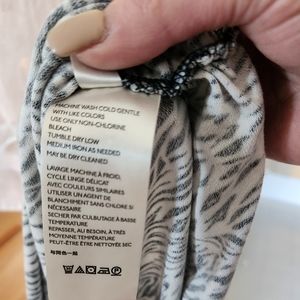 MACHINE WASH COLD GENTLE
WITH LIKE COLORS
USE ONLY NON-CHLORINE
BLEACH
TUMBLE DRY LOW
MEDIUM IRON AS NEEDED
MAY BE DRY CLEANED
LAVAGE MACHINE À FROID,
CYCLE LINGE DÉLICAT
AVEC COULEURS SIMILAIRES
UTILISER UN AGENT DE
BLANCHIMENT SANS CHLORE SI
NÉCESSAIRE
SÉCHER PAR CULBUTAGE À BASSE
TEMPÉRATURE
REPASSER, AU BESOIN, À TRÈS
MOYENNE TEMPÉRATURE
PEUT-ÊTRE ÊTRE NETTOYÉ SEC